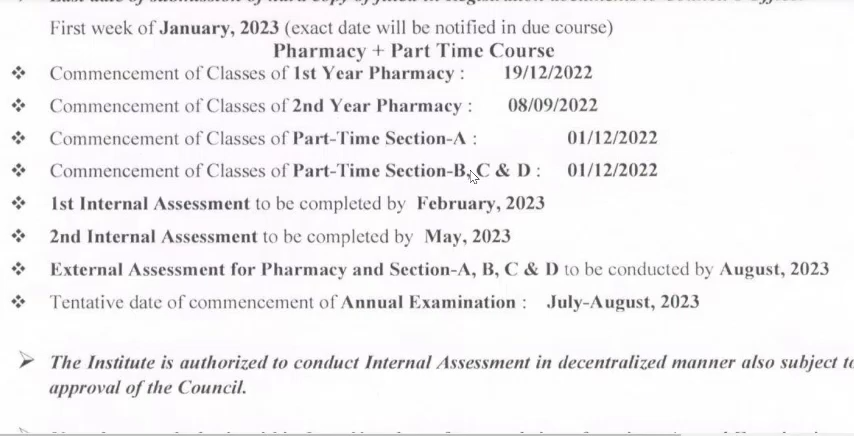 First week of January, 2023 (exact date will be notified in due course)
Pharmacy + Part Time Course
❖ Commencement of Classes of 1st Year Pharmacy : 19/12/2022
❖ Commencement of Classes of 2nd Year Pharmacy : 08/09/2022
❖ Commencement of Classes of Part-Time Section-A : 01/12/2022
❖ Commencement of Classes of Part-Time Section-B, C & D : 01/12/2022
❖ 1st Internal Assessment to be completed by February, 2023
❖ 2nd Internal Assessment to be completed by May, 2023
❖ External Assessment for Pharmacy and Section-A, B, C & D to be conducted by August, 2023
❖ Tentative date of commencement of Annual Examination : July-August, 2023
➢ The Institute is authorized to conduct Internal Assessment in decentralized manner also subject to
approval of the Council.